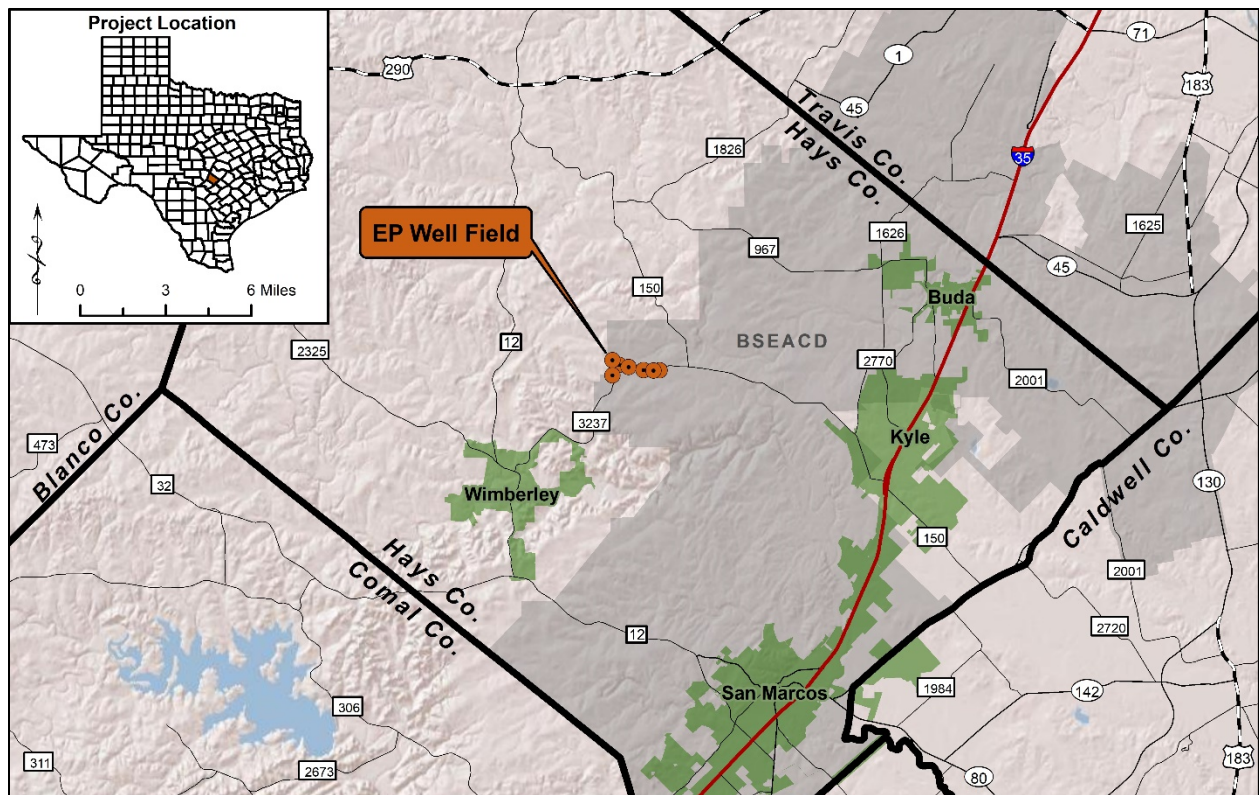 Project Location
0 3 6 Miles
290
71
1
183
45
Travis Co.
Hays Co.
1826
35
EP Well Field
1626
1625
967
45
150
Buda
12
BSEACD
2325
2770
2001
3237
Kyle
473
Blanco Co.
32
Wimberley
Caldwell Co.
130
150
Hays Co.
Comal Co.
2001
12
2720
San Marcos
1984
142
306
311
2673
80
183